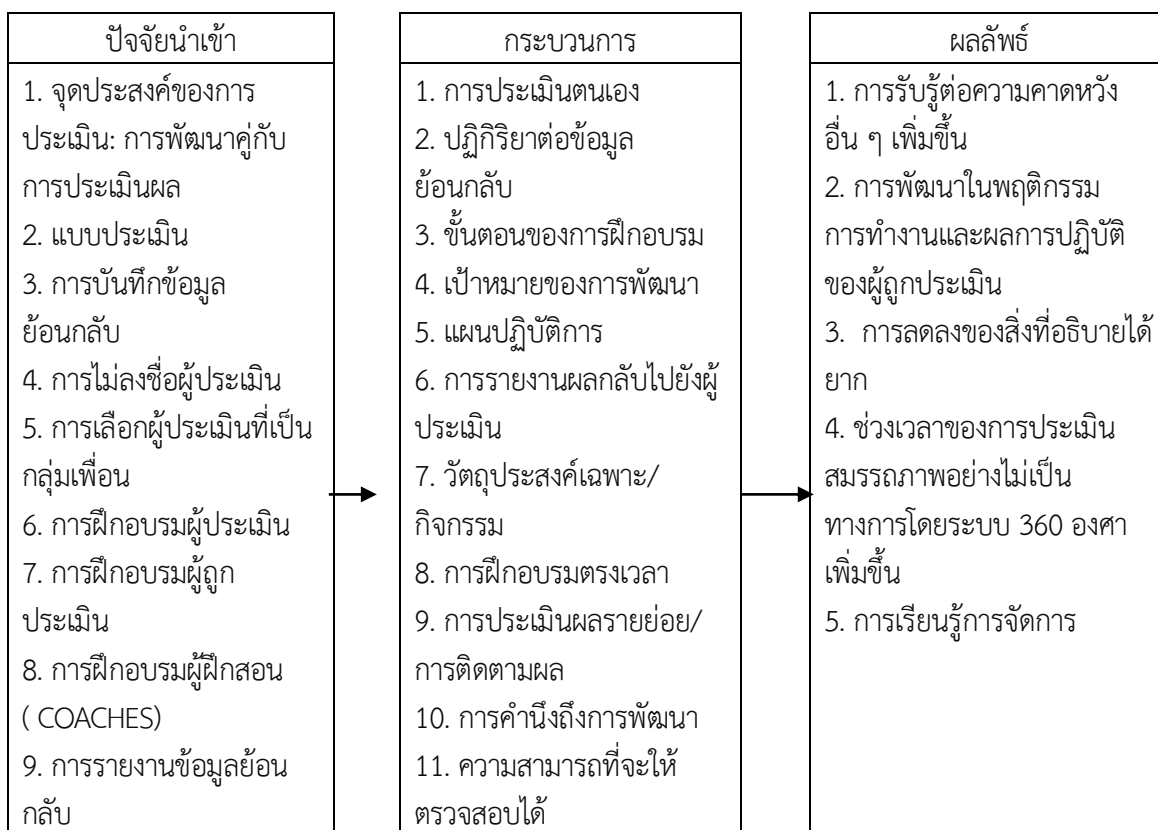 ปัจจัยนำเข้า
1. จุดประสงค์ของการ
ประเมิน: การพัฒนาคู่กับ
การประเมินผล
2. แบบประเมิน
3. การบันทึกข้อมูล
ย้อนกลับ
4. การไม่ลงชื่อผู้ประเมิน
5. การเลือกผู้ประเมินที่เป็น
กลุ่มเพื่อน
6. การฝึกอบรมผู้ประเมิน
7. การฝึกอบรมผู้ถูก
ประเมิน
8. การฝึกอบรมผู้ฝึกสอน
( COACHES)
9. การรายงานข้อมูลย้อน
กลับ
กระบวนการ
1. การประเมินตนเอง
2. ปฏิกิริยาต่อข้อมูล
ย้อนกลับ
3. ขั้นตอนของการฝึกอบรม
4. เป้าหมายของการพัฒนา
5. แผนปฏิบัติการ
6. การรายงานผลกลับไปยังผู้
ประเมิน
7. วัตถุประสงค์เฉพาะ/
กิจกรรม
8. การฝึกอบรมตรงเวลา
9. การประเมินผลรายย่อย/
การติดตามผล
10. การคำนึงถึงการพัฒนา
11. ความสามารถที่จะให้
ตรวจสอบได้
ผลลัพธ์
1. การรับรู้ต่อความคาดหวัง
อื่น ๆ เพิ่มขึ้น
2. การพัฒนาในพฤติกรรม
การทำงานและผลการปฏิบัติ
ของผู้ถูกประเมิน
3. การลดลงของสิ่งที่อธิบายได้
ยาก
4. ช่วงเวลาของการประเมิน
สมรรถภาพอย่างไม่เป็น
ทางการโดยระบบ 360 องศา
เพิ่มขึ้น
5. การเรียนรู้การจัดการ